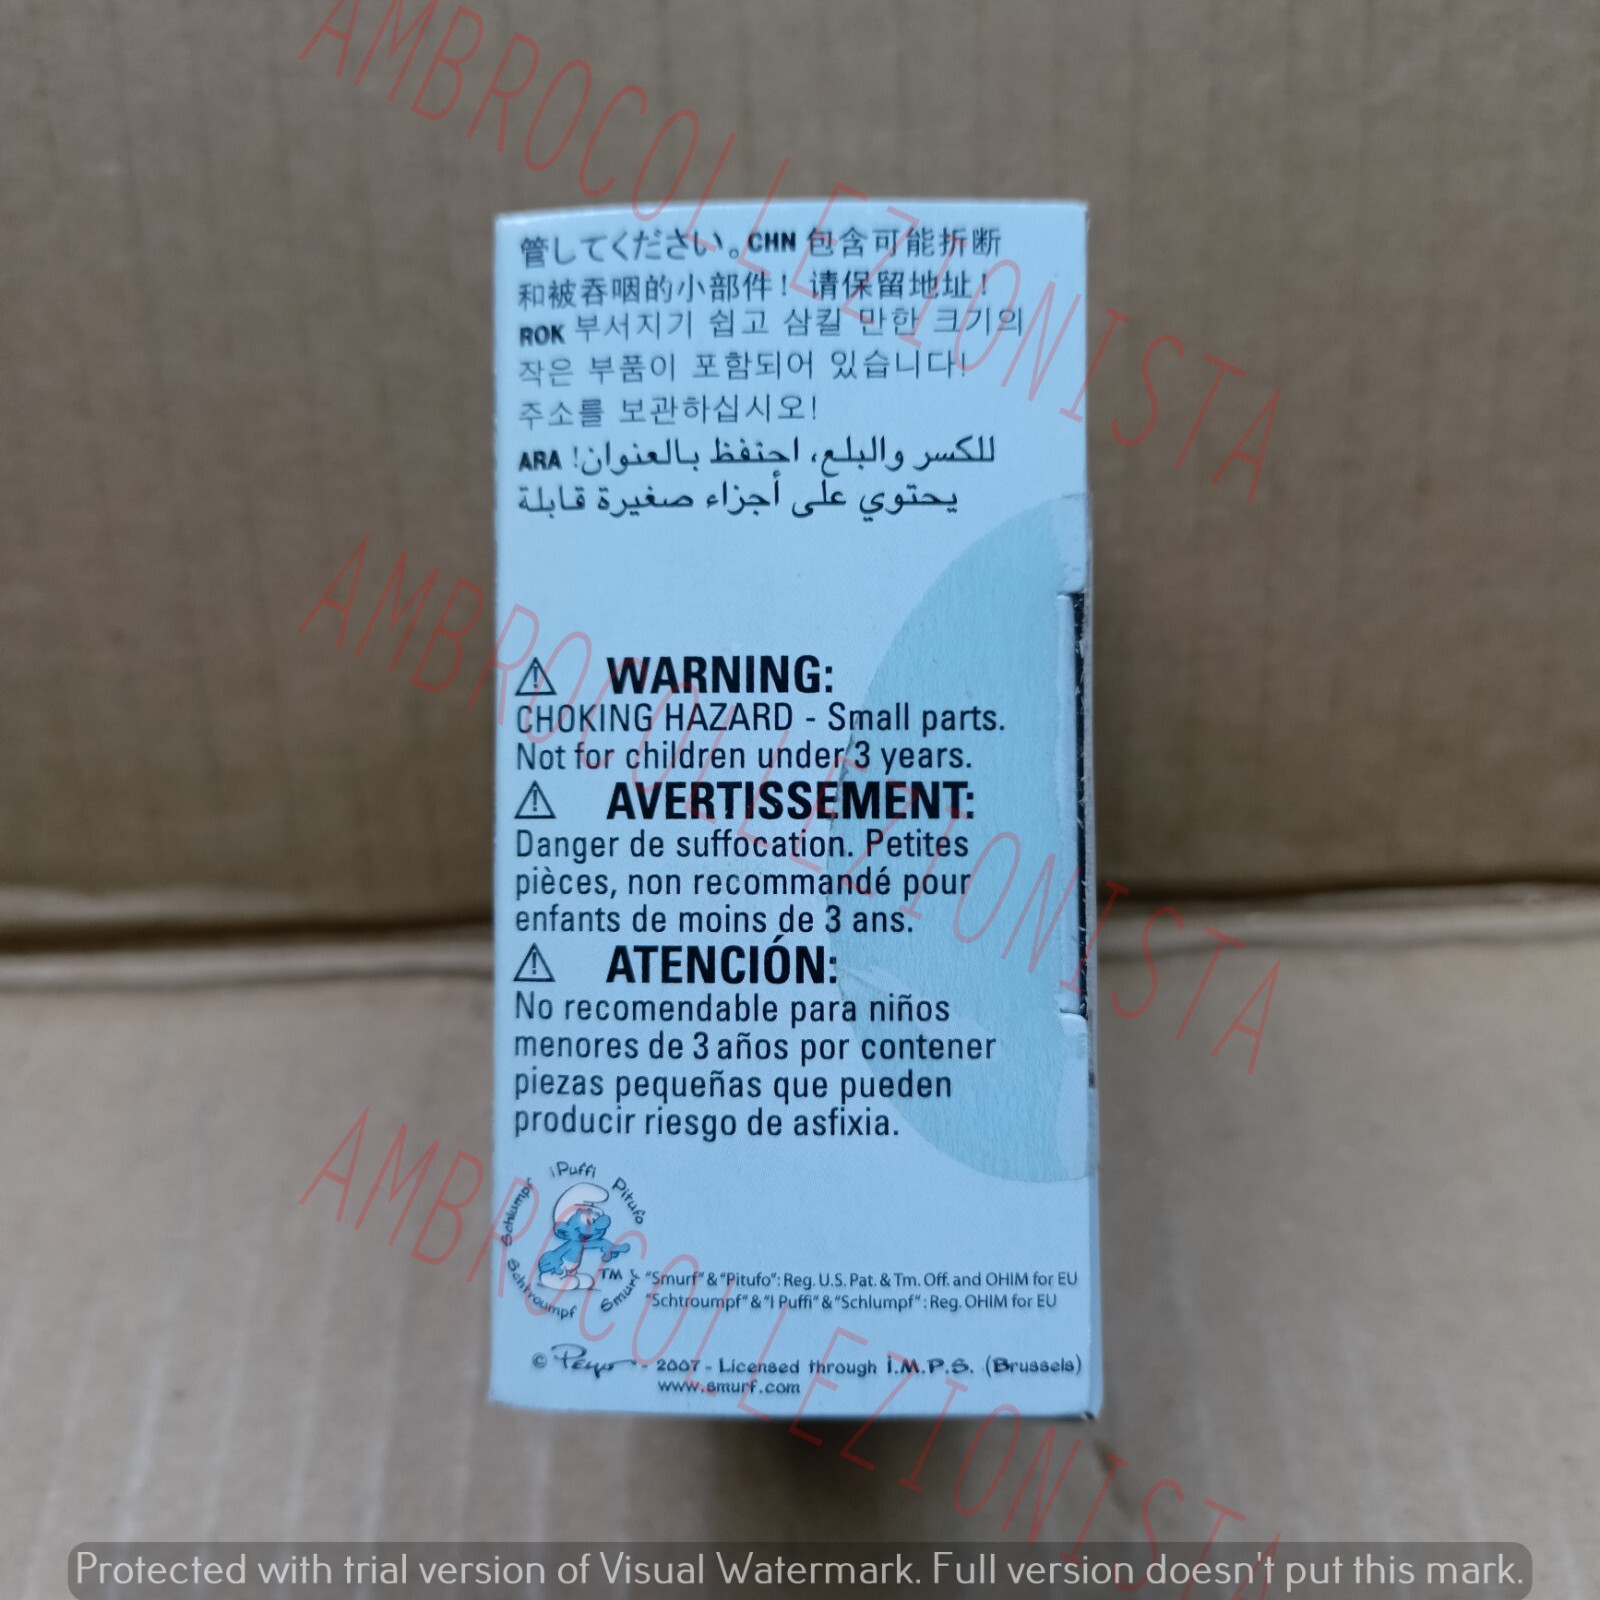 管してください。CHN 包含可能折断
和被吞咽的小部件！请保留地址！
ROK 부서지기 쉽고 삼킬 만한 크기의
작은 부품이 포함되어 있습니다!
주소를 보관하십시오!
ARA للكسر والبلع، احتفظ بالعنوان!
يحتوي على أجزاء صغيرة قابلة
WARNING:
CHOKING HAZARD - Small parts.
Not for children under 3 years.
AVERTISSEMENT:
Danger de suffocation. Petites
pièces, non recommandé pour
enfants de moins de 3 ans.
ATENCIÓN:
No recomendable para niños
menores de 3 años por contener
piezas pequeñas que pueden
producir riesgo de asfixia.
i Puffi
Pitufo
Schlumpf
Schtroumpf
Smurf
TM
"Smurf" & "Pitufo": Reg. U.S. Pat. & Tm. Off. and OHIM for EU
"Schtroumpf" & "I Puffi" & "Schlumpf" : Reg. OHIM for EU
© Peyo - 2007 - Licensed through I.M.P.S. (Brussels)
www.smurf.com
AMBROCOLLEZIONISTA
AMBROCOLLEZIONISTA
AMBROCOLLEZIONISTA
Protected with trial version of Visual Watermark. Full version doesn't put this mark.